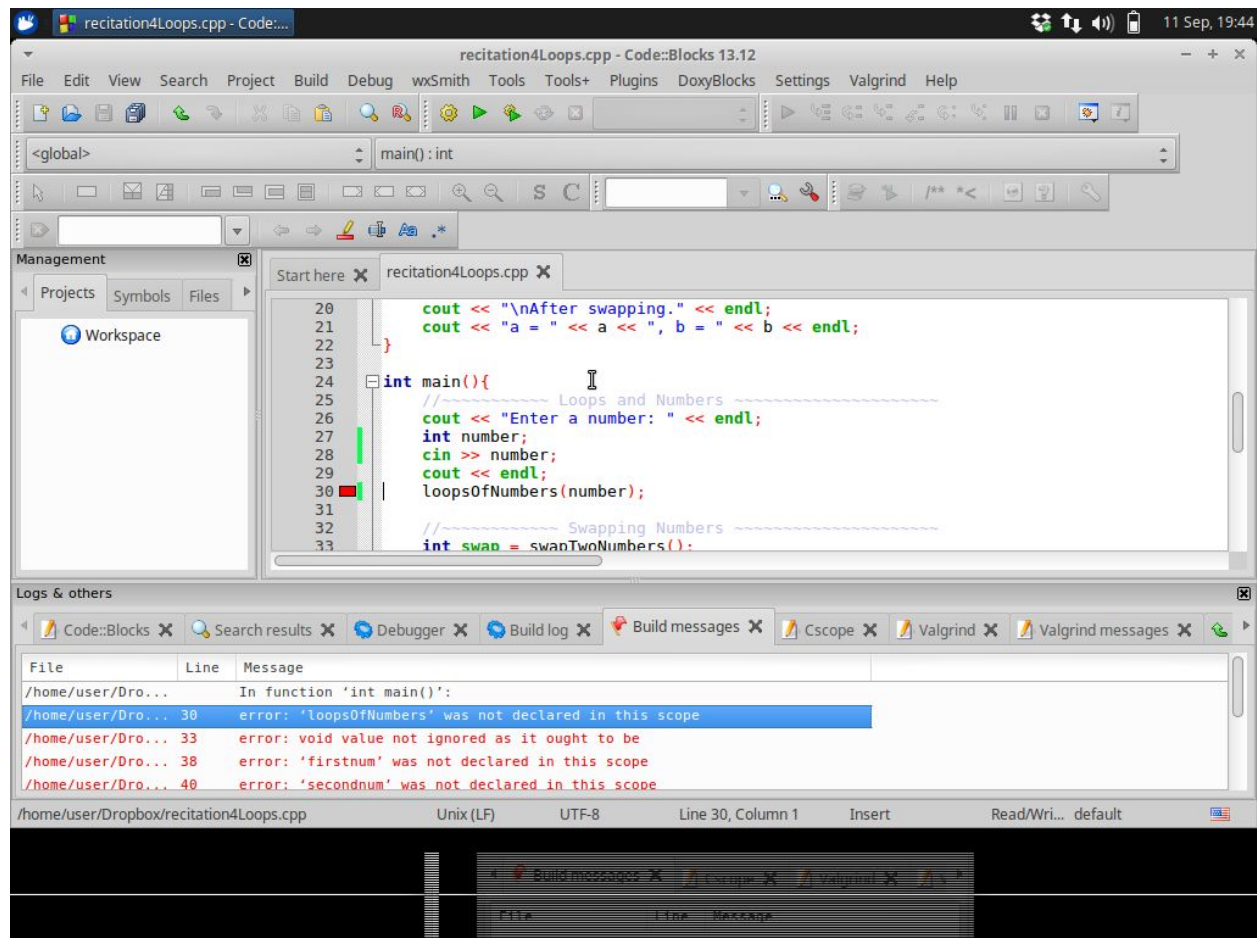 recitation4Loops.cpp - Code:... 11 Sep, 19:44
recitation4Loops.cpp - Code::Blocks 13.12
File Edit View Search Project Build Debug wxSmith Tools Tools+ Plugins DoxyBlocks Settings Valgrind Help
<global> main() : int
S C /** *<
Aa .*
Management
Start here recitation4Loops.cpp
Projects Symbols Files
Workspace
20 cout << "\nAfter swapping." << endl;
21 cout << "a = " << a << ", b = " << b << endl;
22 }
23
24 int main(){
25 //~~~~~~~~~~~ Loops and Numbers ~~~~~~~~~~~~~~~~~~~~~
26 cout << "Enter a number: " << endl;
27 int number;
28 cin >> number;
29 cout << endl;
30 loopsOfNumbers(number);
31
32 //~~~~~~~~~~~~ Swapping Numbers ~~~~~~~~~~~~~~~~~~~~~
33 int swap = swapTwoNumbers();
Logs & others
Code::Blocks Search results Debugger Build log Build messages Cscope Valgrind Valgrind messages
File Line Message
/home/user/Dro... In function ‘int main()’:
/home/user/Dro... 30 error: ‘loopsOfNumbers’ was not declared in this scope
/home/user/Dro... 33 error: void value not ignored as it ought to be
/home/user/Dro... 38 error: ‘firstnum’ was not declared in this scope
/home/user/Dro... 40 error: ‘secondnum’ was not declared in this scope
/home/user/Dropbox/recitation4Loops.cpp Unix (LF) UTF-8 Line 30, Column 1 Insert Read/Wri... default
Build messages Cscope Valgrind
File Line Message